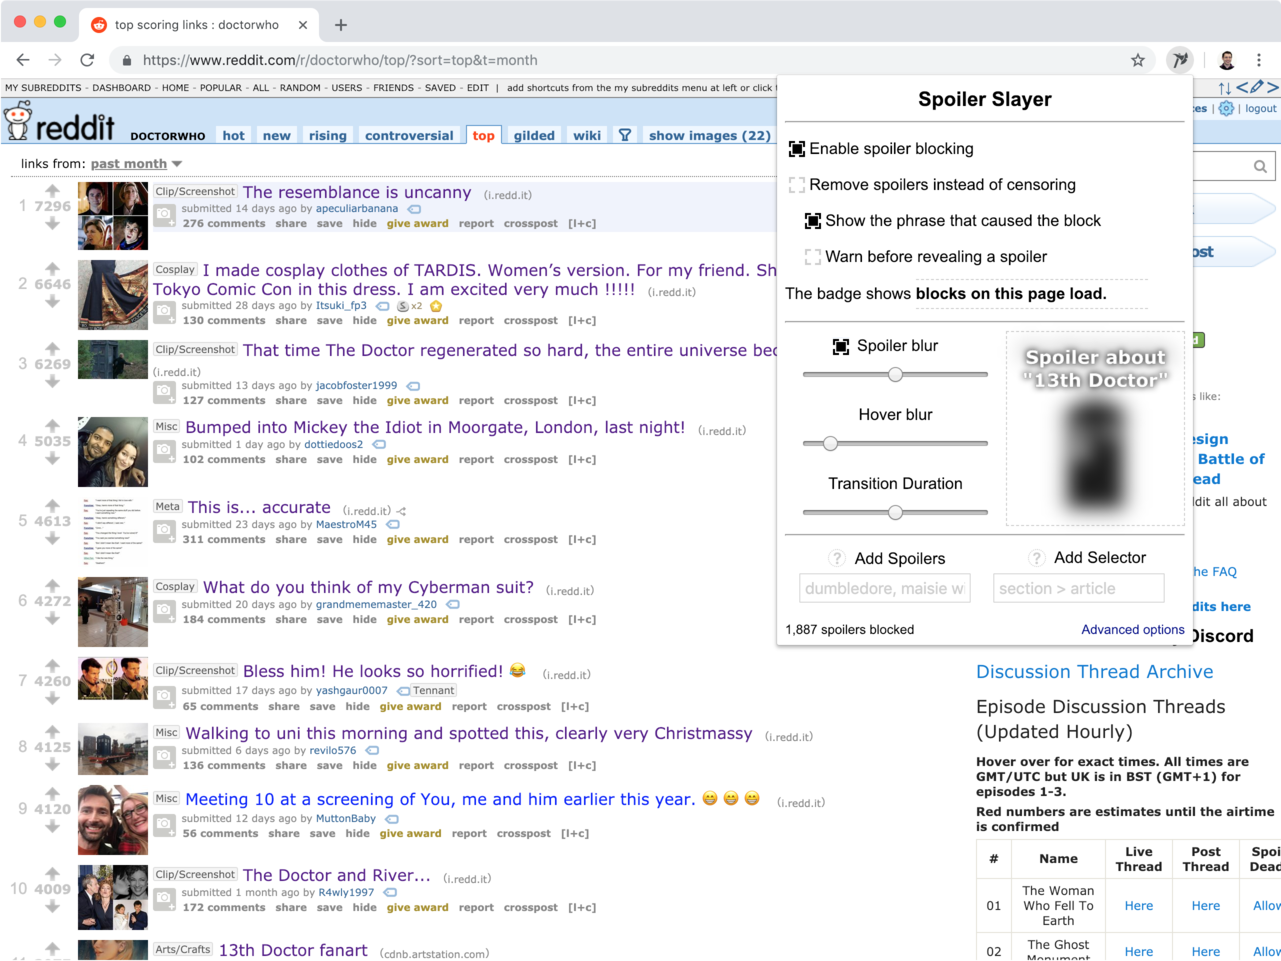 top scoring links : doctorwho
https://www.reddit.com/r/doctorwho/top/?sort=top&t=month
MY SUBREDDITS - DASHBOARD - HOME - POPULAR - ALL - RANDOM - USERS - FRIENDS - SAVED - EDIT | add shortcuts from the my subreddits menu at left or click t
reddit DOCTORWHO hot new rising controversial top gilded wiki show images (22)
es | logout
links from: past month
1 7296
Clip/Screenshot The resemblance is uncanny (i.redd.it)
submitted 14 days ago by apeculiarbanana
276 comments share save hide give award report crosspost [l+c]
2 6646
Cosplay I made cosplay clothes of TARDIS. Women’s version. For my friend. Sh
Tokyo Comic Con in this dress. I am excited very much !!!!! (i.redd.it)
submitted 28 days ago by Itsuki_fp3 x2
130 comments share save hide give award report crosspost [l+c]
3 6269
Clip/Screenshot That time The Doctor regenerated so hard, the entire universe bec
(i.redd.it)
submitted 13 days ago by jacobfoster1999
127 comments share save hide give award report crosspost [l+c]
4 5035
Misc Bumped into Mickey the Idiot in Moorgate, London, last night! (i.redd.it)
submitted 1 day ago by dottiedoos2
102 comments share save hide give award report crosspost [l+c]
5 4613
Meta This is... accurate (i.redd.it)
submitted 23 days ago by MaestroM45
311 comments share save hide give award report crosspost [l+c]
6 4272
Cosplay What do you think of my Cyberman suit? (i.redd.it)
submitted 20 days ago by grandmememaster_420
184 comments share save hide give award report crosspost [l+c]
7 4260
Clip/Screenshot Bless him! He looks so horrified! 😂 (i.redd.it)
submitted 17 days ago by yashgaur0007 Tennant
65 comments share save hide give award report crosspost [l+c]
8 4125
Misc Walking to uni this morning and spotted this, clearly very Christmassy (i.redd.it)
submitted 6 days ago by revilo576
136 comments share save hide give award report crosspost [l+c]
9 4120
Misc Meeting 10 at a screening of You, me and him earlier this year. 😁 😁 😁 (i.redd.it)
submitted 12 days ago by MuttonBaby
56 comments share save hide give award report crosspost [l+c]
10 4009
Clip/Screenshot The Doctor and River... (i.redd.it)
submitted 1 month ago by R4wly1997
172 comments share save hide give award report crosspost [l+c]
Arts/Crafts 13th Doctor fanart (cdnb.artstation.com)
Spoiler Slayer
Enable spoiler blocking
Remove spoilers instead of censoring
Show the phrase that caused the block
Warn before revealing a spoiler
The badge shows blocks on this page load.
Spoiler blur
Hover blur
Transition Duration
Spoiler about
"13th Doctor"
? Add Spoilers
dumbledore, maisie wi
? Add Selector
section > article
1,887 spoilers blocked
Advanced options
ost
d
s like:
esign
Battle of
ead
ldit all about
he FAQ
dits here
Discord
Discussion Thread Archive
Episode Discussion Threads
(Updated Hourly)
Hover over for exact times. All times are
GMT/UTC but UK is in BST (GMT+1) for
episodes 1-3.
Red numbers are estimates until the airtime
is confirmed
# Name Live Thread Post Thread Spoi Dead
01 The Woman Who Fell To Earth Here Here Allow
02 The Ghost Monument Here Here Allow